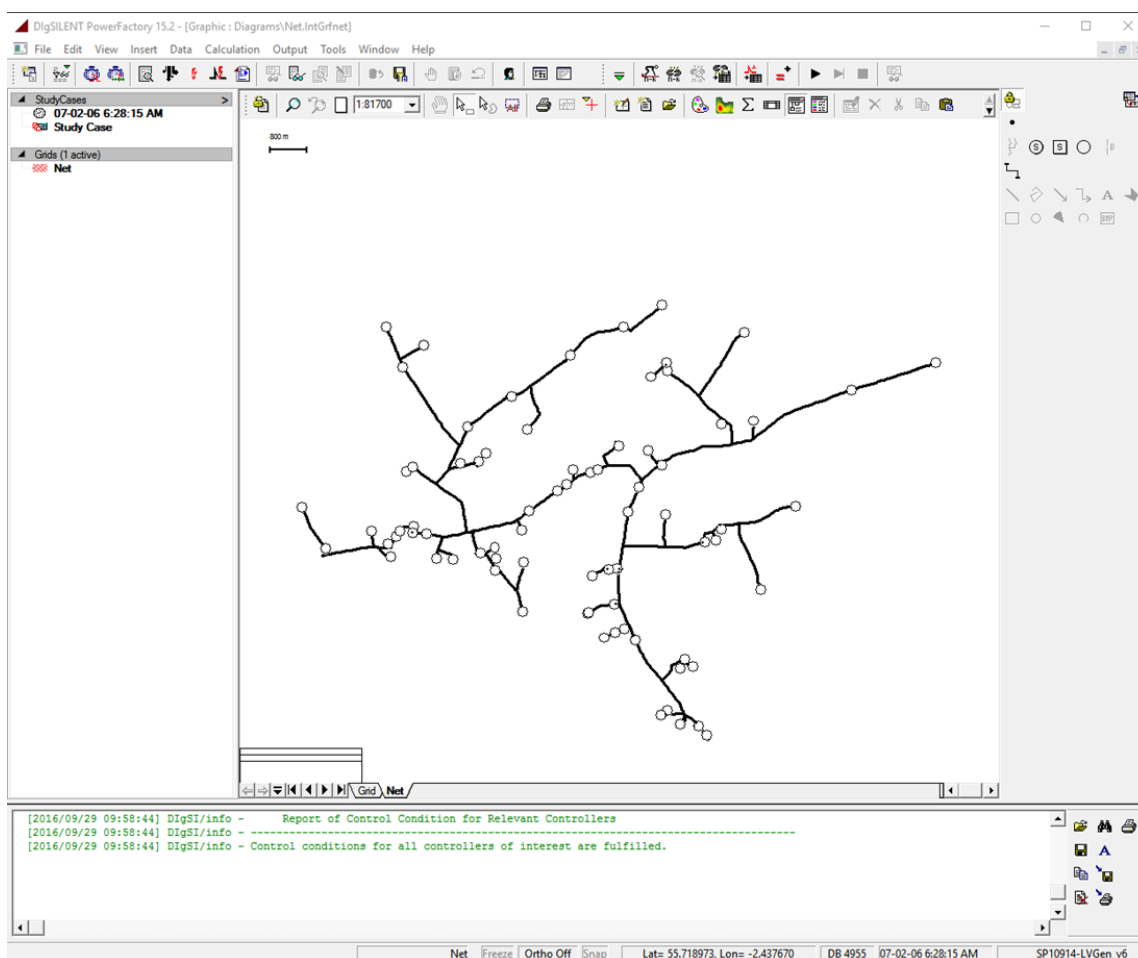 DIgSILENT PowerFactory 15.2 - [Graphic : Diagrams\Net.IntGrfnet]
File Edit View Insert Data Calculation Output Tools Window Help
StudyCases
07-02-06 6:28:15 AM
Study Case
Grids (1 active)
Net
1:81700
800 m
Grid Net
[2016/09/29 09:58:44] DIgSI/info - Report of Control Condition for Relevant Controllers
[2016/09/29 09:58:44] DIgSI/info - --------------------------------------------------------------------------------
[2016/09/29 09:58:44] DIgSI/info - Control conditions for all controllers of interest are fulfilled.
Net Freeze Ortho Off Snap Lat= 55.718973, Lon= -2.437670 DB 4955 07-02-06 6:28:15 AM SP10914-LVGen_v6